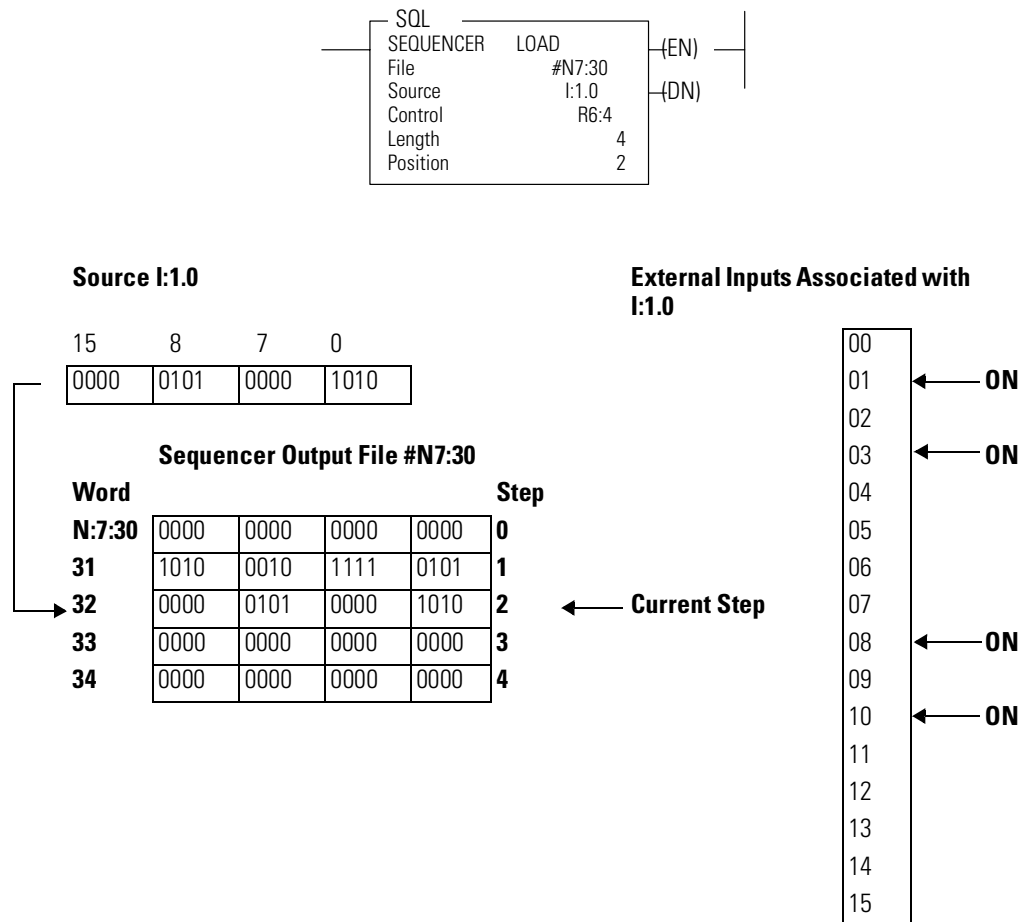 SQL
SEQUENCER LOAD (EN)
File #N7:30
Source I:1.0 (DN)
Control R6:4
Length 4
Position 2
Source I:1.0
15 8 7 0
0000 0101 0000 1010
Sequencer Output File #N7:30
Word Step
N:7:30 0000 0000 0000 0000 0
31 1010 0010 1111 0101 1
32 0000 0101 0000 1010 2 Current Step
33 0000 0000 0000 0000 3
34 0000 0000 0000 0000 4
External Inputs Associated with
I:1.0
00
01 ON
02
03 ON
04
05
06
07
08 ON
09
10 ON
11
12
13
14
15